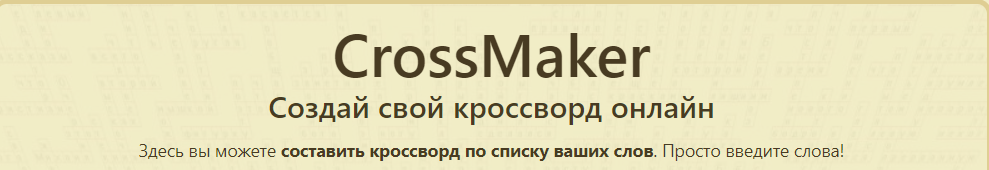 CrossMaker
Создай свой кроссворд онлайн
Здесь вы можете составить кроссворд по списку ваших слов. Просто введите слова!